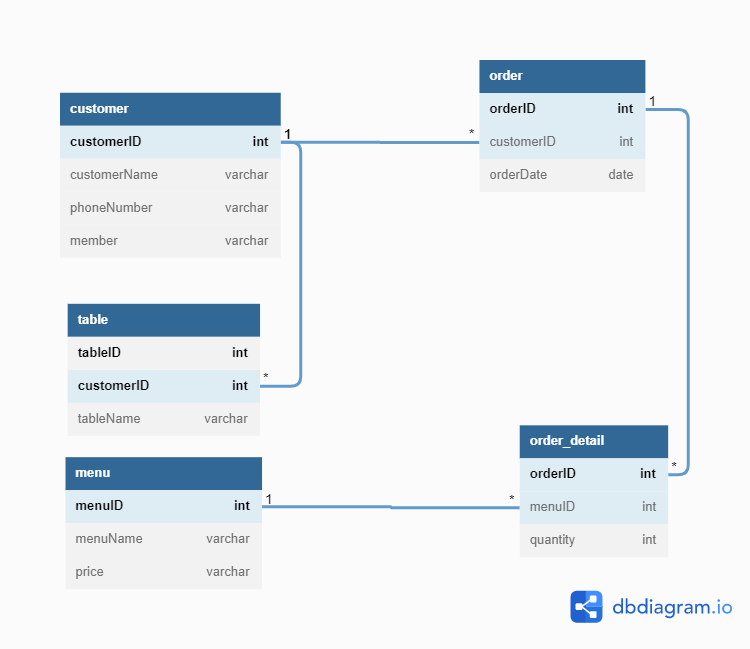 customer
customerID int
customerName varchar
phoneNumber varchar
member varchar
1
*
order
orderID int
customerID int
orderDate date
1
table
tableID int
customerID int
tableName varchar
*
menu
menuID int
menuName varchar
price varchar
1
*
order_detail
orderID int
menuID int
quantity int
*
dbdiagram.io